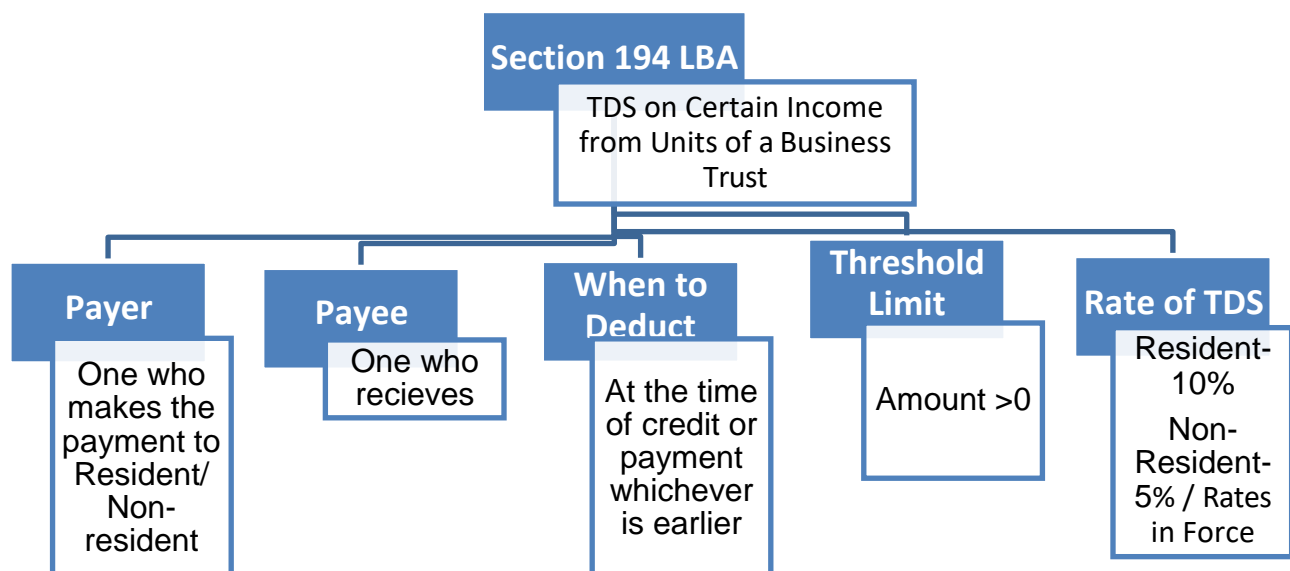 Section 194 LBA
TDS on Certain Income
from Units of a Business
Trust
Payer
One who
makes the
payment to
Resident/
Non-
resident
Payee
One who
recieves
When to
Deduct
At the time
of credit or
payment
whichever
is earlier
Threshold
Limit
Amount >0
Rate of TDS
Resident-
10%
Non-
Resident-
5% / Rates
in Force